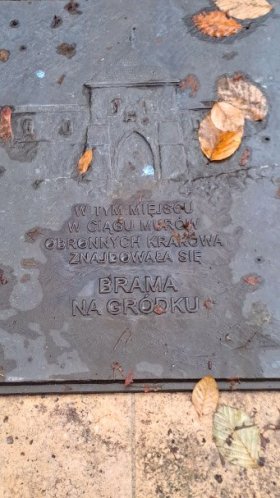 W TYM MIEJSCU
W CIĄGU MURÓW
OBRONNYCH KRAKOWA
ZNAJDOWAŁA SIĘ
BRAMA
NA GRÓDKU